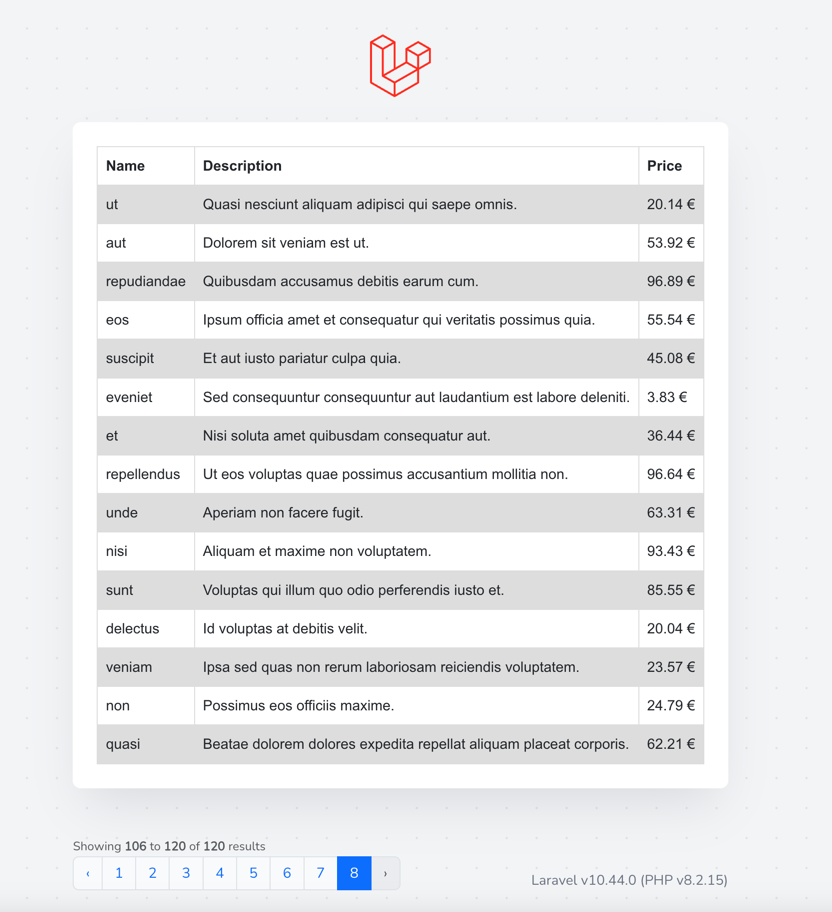 Name Description Price
ut Quasi nesciunt aliquam adipisci qui saepe omnis. 20.14 €
aut Dolorem sit veniam est ut. 53.92 €
repudiandae Quibusdam accusamus debitis earum cum. 96.89 €
eos Ipsum officia amet et consequatur qui veritatis possimus quia. 55.54 €
suscipit Et aut iusto pariatur culpa quia. 45.08 €
eveniet Sed consequuntur consequuntur aut laudantium est labore deleniti. 3.83 €
et Nisi soluta amet quibusdam consequatur aut. 36.44 €
repellendus Ut eos voluptas quae possimus accusantium mollitia non. 96.64 €
unde Aperiam non facere fugit. 63.31 €
nisi Aliquam et maxime non voluptatem. 93.43 €
sunt Voluptas qui illum quo odio perferendis iusto et. 85.55 €
delectus Id voluptas at debitis velit. 20.04 €
veniam Ipsa sed quas non rerum laboriosam reiciendis voluptatem. 23.57 €
non Possimus eos officiis maxime. 24.79 €
quasi Beatae dolorem dolores expedita repellat aliquam placeat corporis. 62.21 €
Showing 106 to 120 of 120 results
‹ 1 2 3 4 5 6 7 8 ›
Laravel v10.44.0 (PHP v8.2.15)